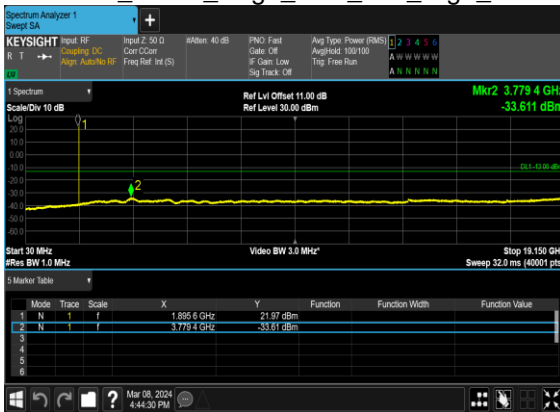 Spectrum Analyzer 1
Swept SA
+
KEYSIGHT Input: RF Input Z: 50 Ω #Atten: 40 dB PNO: Fast Avg Type: Power (RMS) 1 2 3 4 5 6
R T Coupling: DC Corr CCorr Gate: Off Avg|Hold: 100/100 A W W W W W
Align: Auto/No RF Freq Ref: Int (S) IF Gain: Low Trig: Free Run
Sig Track: Off A N N N N N
1 Spectrum Ref Lvl Offset 11.00 dB Mkr2 3.779 4 GHz
Scale/Div 10 dB Ref Level 30.00 dBm -33.611 dBm
Log
20.0
10.0
0.00
-10.0
DL1 -13.00 dBm
-20.0
-30.0
-40.0
-50.0
-60.0
1
2
Start 30 MHz Video BW 3.0 MHz* Stop 19.150 GH
#Res BW 1.0 MHz Sweep 32.0 ms (40001 pts
5 Marker Table
Mode Trace Scale X Y Function Function Width Function Value
1 N 1 f 1.895 6 GHz 21.97 dBm
2 N 1 f 3.779 4 GHz -33.61 dBm
3
4
5
6
? Mar 08, 2024
4:44:30 PM